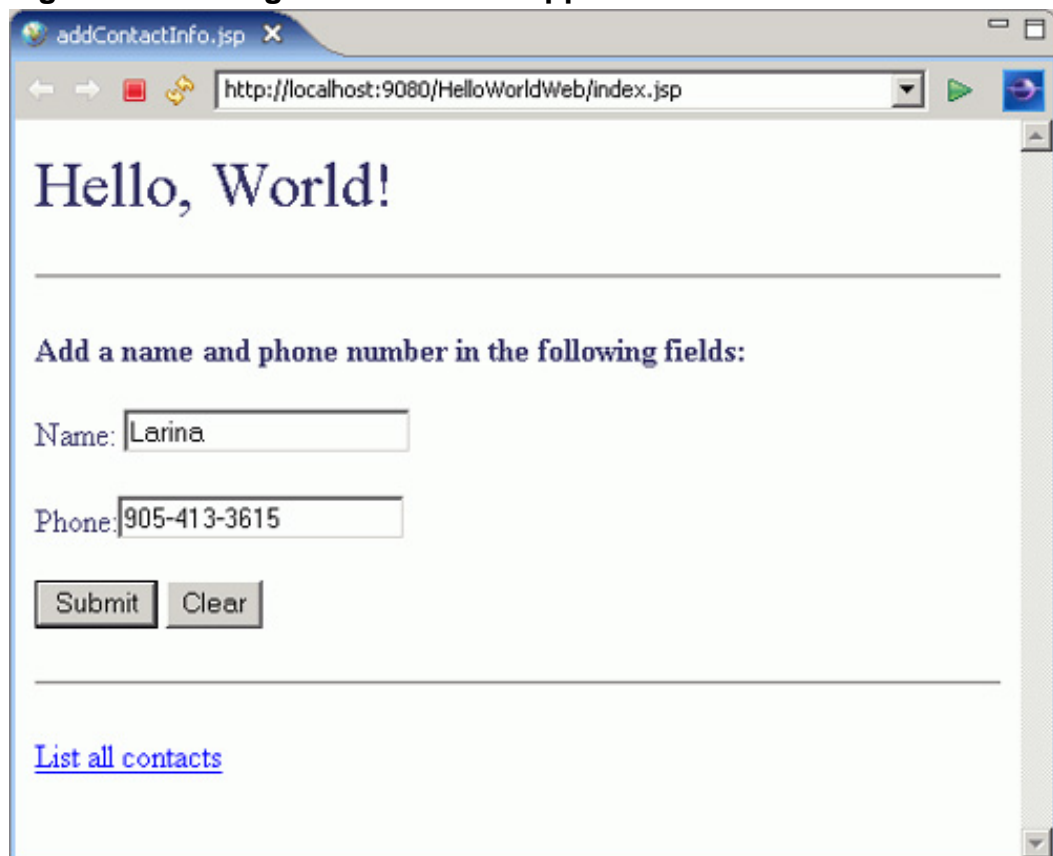 addContactInfo.jsp
http://localhost:9080/HelloWorldWeb/index.jsp
Hello, World!
Add a name and phone number in the following fields:
Name: Larina
Phone: 905-413-3615
Submit Clear
List all contacts